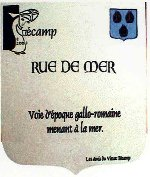 Fécamp
RUE DE MER
Voie d'époque gallo-romaine
menant à la mer.
Les Amis du Vieux Fécamp